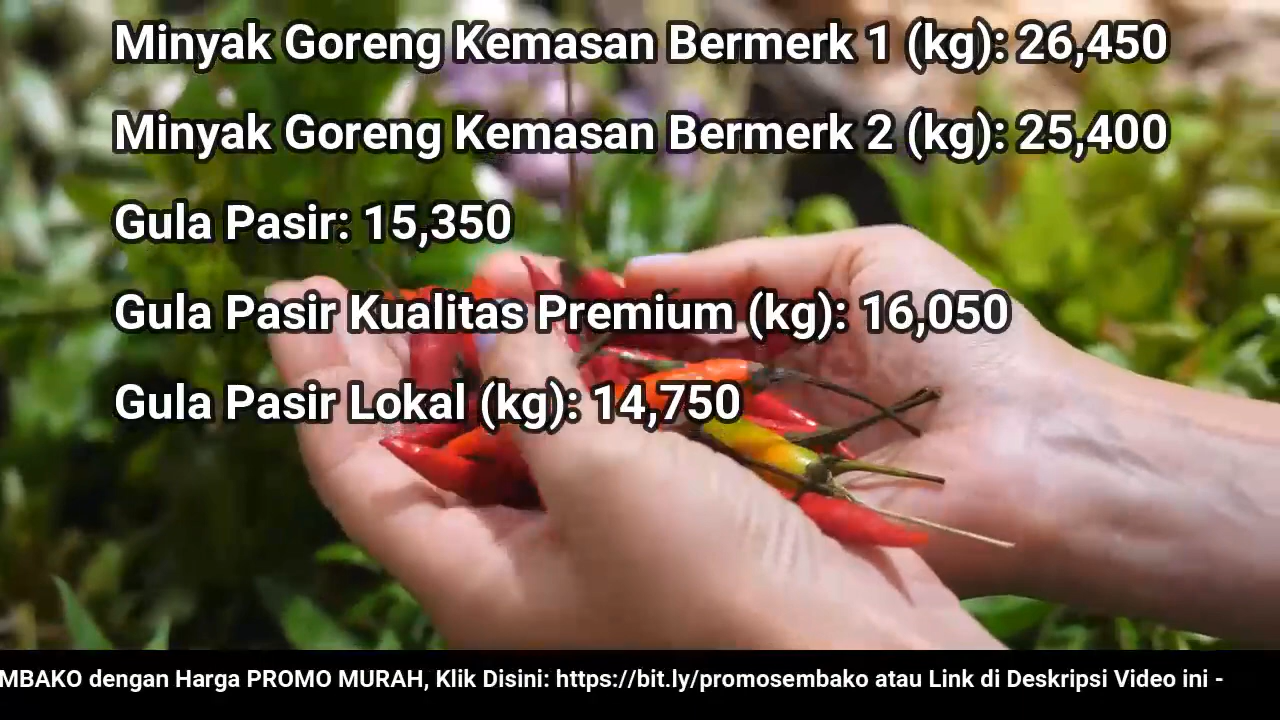 Minyak Goreng Kemasan Bermerk 1 (kg): 26,450
Minyak Goreng Kemasan Bermerk 2 (kg): 25,400
Gula Pasir: 15,350
Gula Pasir Kualitas Premium (kg): 16,050
Gula Pasir Lokal (kg): 14,750
MBAKO dengan Harga PROMO MURAH, Klik Disini: https://bit.ly/promosembako atau Link di Deskripsi Video ini -